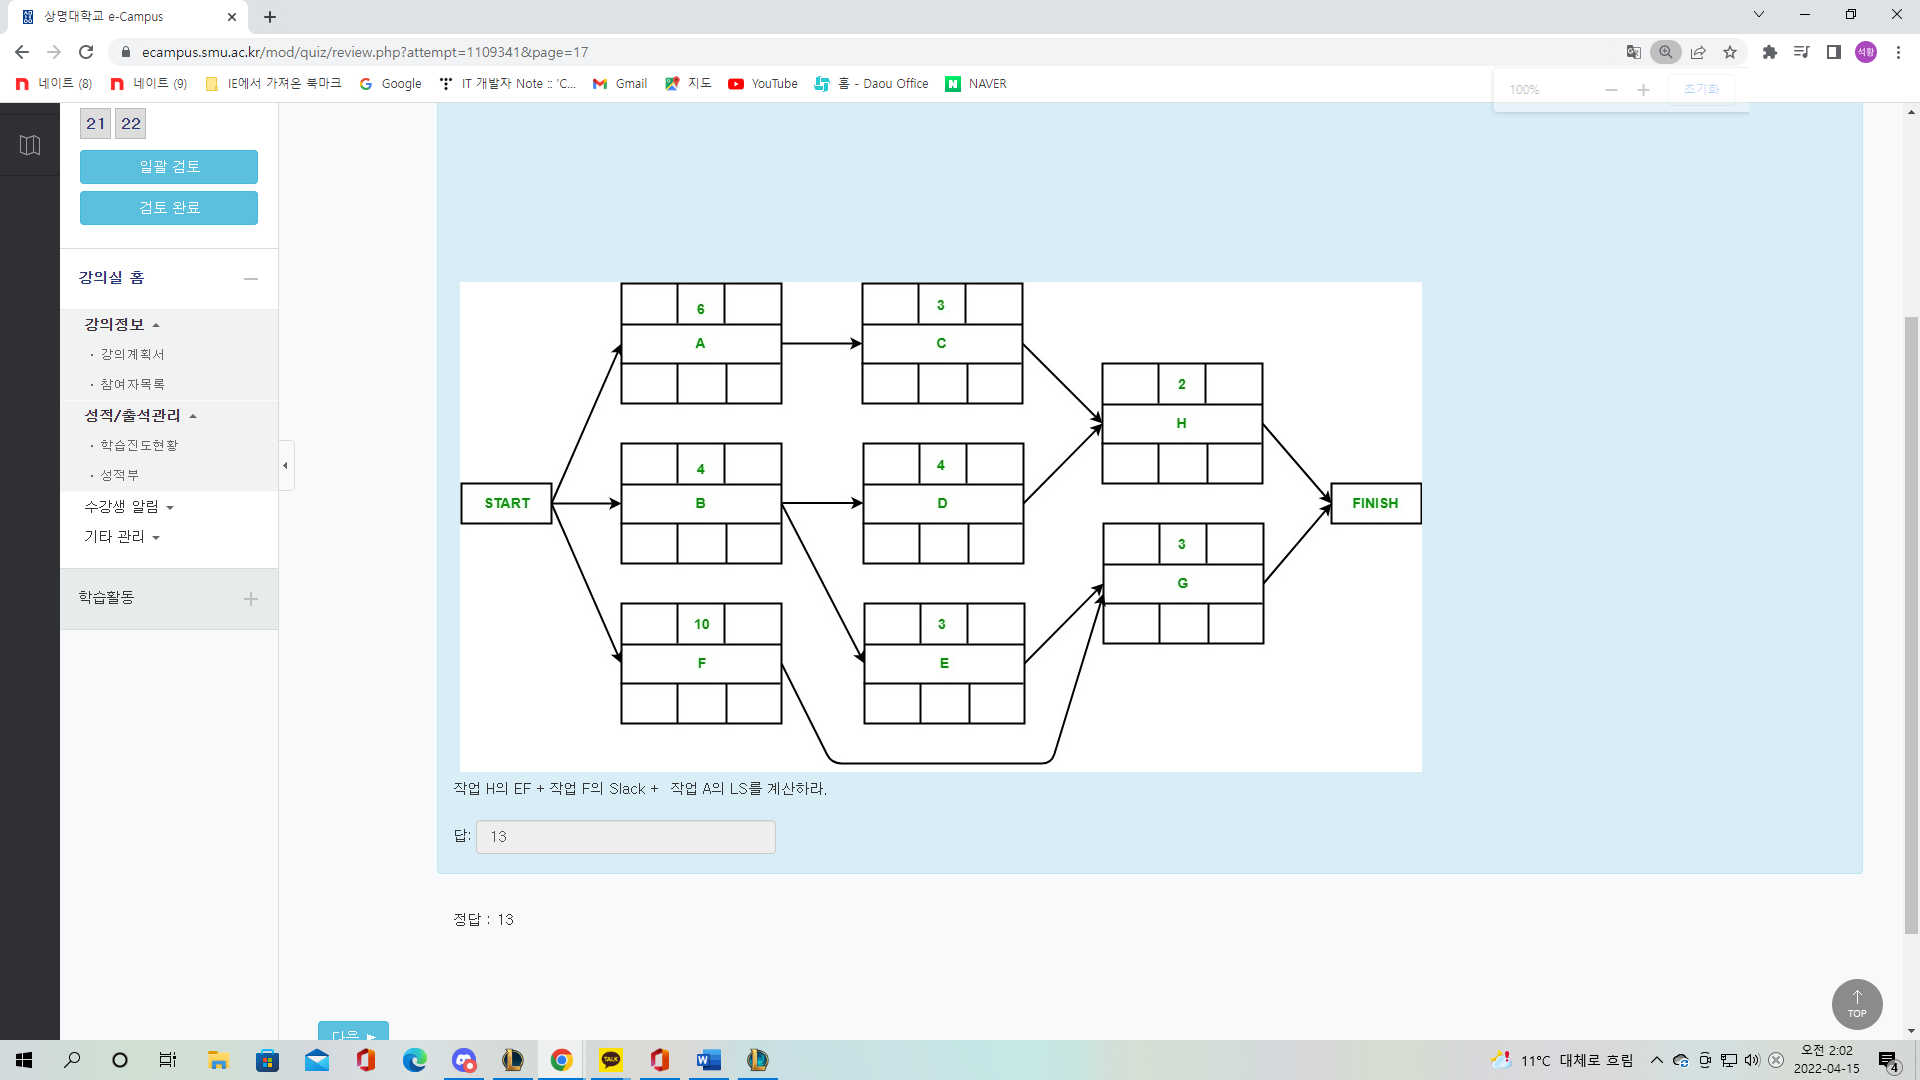 상명대학교 e-Campus
ecampus.smu.ac.kr/mod/quiz/review.php?attempt=1109341&page=17
석황
네이트 (8) 네이트 (9) IE에서 가져온 북마크 Google IT 개발자 Note :: 'C... Gmail 지도 YouTube 홈 - Daou Office NAVER
100% 초기화
21 22
일괄 검토
검토 완료
강의실 홈
강의정보
· 강의계획서
· 참여자목록
성적/출석관리
· 학습진도현황
· 성적부
수강생 알림
기타 관리
학습활동
6
A
3
C
2
H
4
B
4
D
START
FINISH
3
G
10
F
3
E
작업 H의 EF + 작업 F의 Slack + 작업 A의 LS를 계산하라.
답: 13
정답 : 13
다음 ►
TOP
TALK
11°C 대체로 흐림
오전 2:02
2022-04-15
4